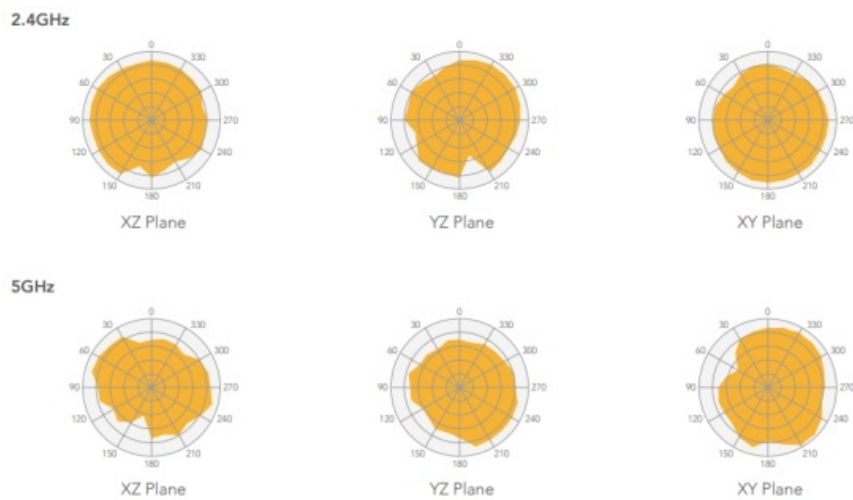 2.4GHz
0 0 0
30 330 30 330 30 330
60 300 60 300 60 300
90 270 90 270 90 270
120 240 120 240 120 240
150 210 150 210 150 210
180 180 180
XZ Plane YZ Plane XY Plane
5GHz
0 0 0
30 330 30 330 30 330
60 300 60 300 60 300
90 270 90 270 90 270
120 240 120 240 120 240
150 210 150 210 150 210
180 180 180
XZ Plane YZ Plane XY Plane